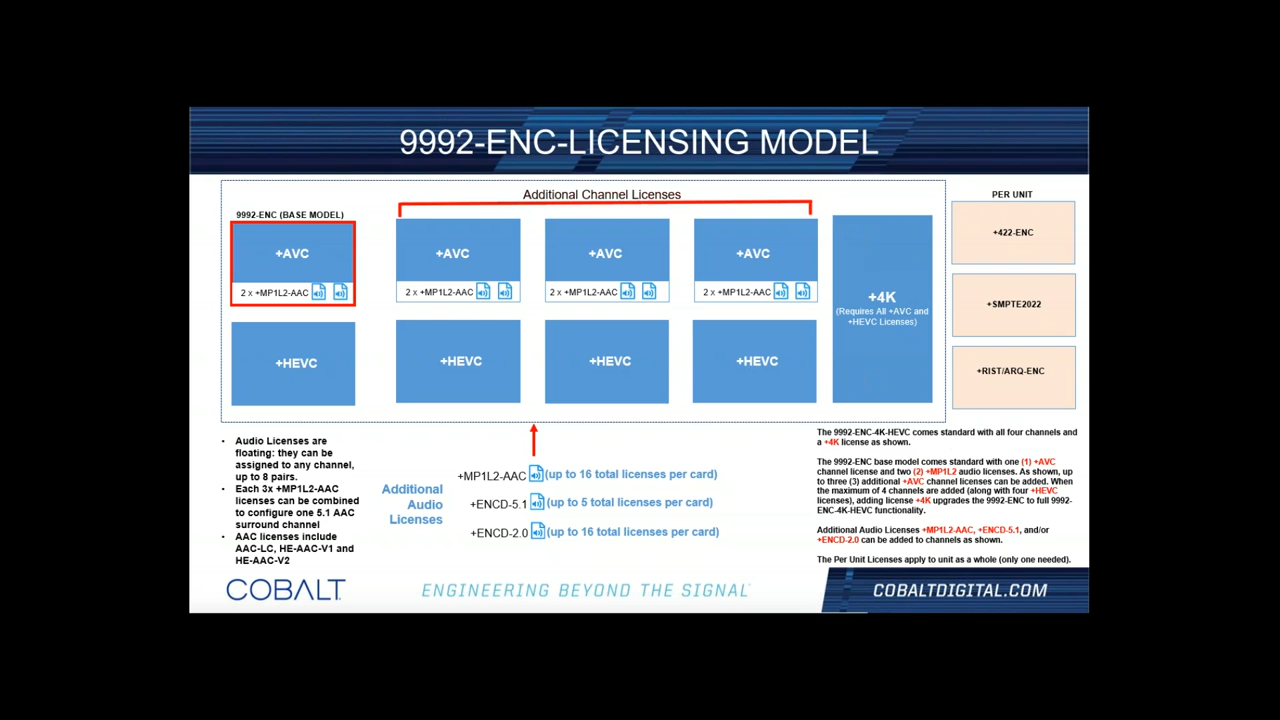 9992-ENC-LICENSING MODEL
Additional Channel Licenses
PER UNIT
9992-ENC (BASE MODEL)
+AVC
2 x +MP1L2-AAC
+AVC
2 x +MP1L2-AAC
+AVC
2 x +MP1L2-AAC
+AVC
2 x +MP1L2-AAC
+HEVC
+HEVC
+HEVC
+HEVC
+4K
(Requires All +AVC and
+HEVC Licenses)
+422-ENC
+SMPTE2022
+RIST/ARQ-ENC
• Audio Licenses are
floating: they can be
assigned to any channel,
up to 8 pairs.
• Each 3x +MP1L2-AAC
licenses can be combined
to configure one 5.1 AAC
surround channel
• AAC licenses include
AAC-LC, HE-AAC-V1 and
HE-AAC-V2
Additional
Audio
Licenses
+MP1L2-AAC (up to 16 total licenses per card)
+ENCD-5.1 (up to 5 total licenses per card)
+ENCD-2.0 (up to 16 total licenses per card)
The 9992-ENC-4K-HEVC comes standard with all four channels and
a +4K license as shown.
The 9992-ENC base model comes standard with one (1) +AVC
channel license and two (2) +MP1L2 audio licenses. As shown, up
to three (3) additional +AVC channel licenses can be added. When
the maximum of 4 channels are added (along with four +HEVC
licenses), adding license +4K upgrades the 9992-ENC to full 9992-
ENC-4K-HEVC functionality.
Additional Audio Licenses +MP1L2-AAC, +ENCD-5.1, and/or
+ENCD-2.0 can be added to channels as shown.
The Per Unit Licenses apply to unit as a whole (only one needed).
COBALT
ENGINEERING BEYOND THE SIGNAL
COBALTDIGITAL.COM